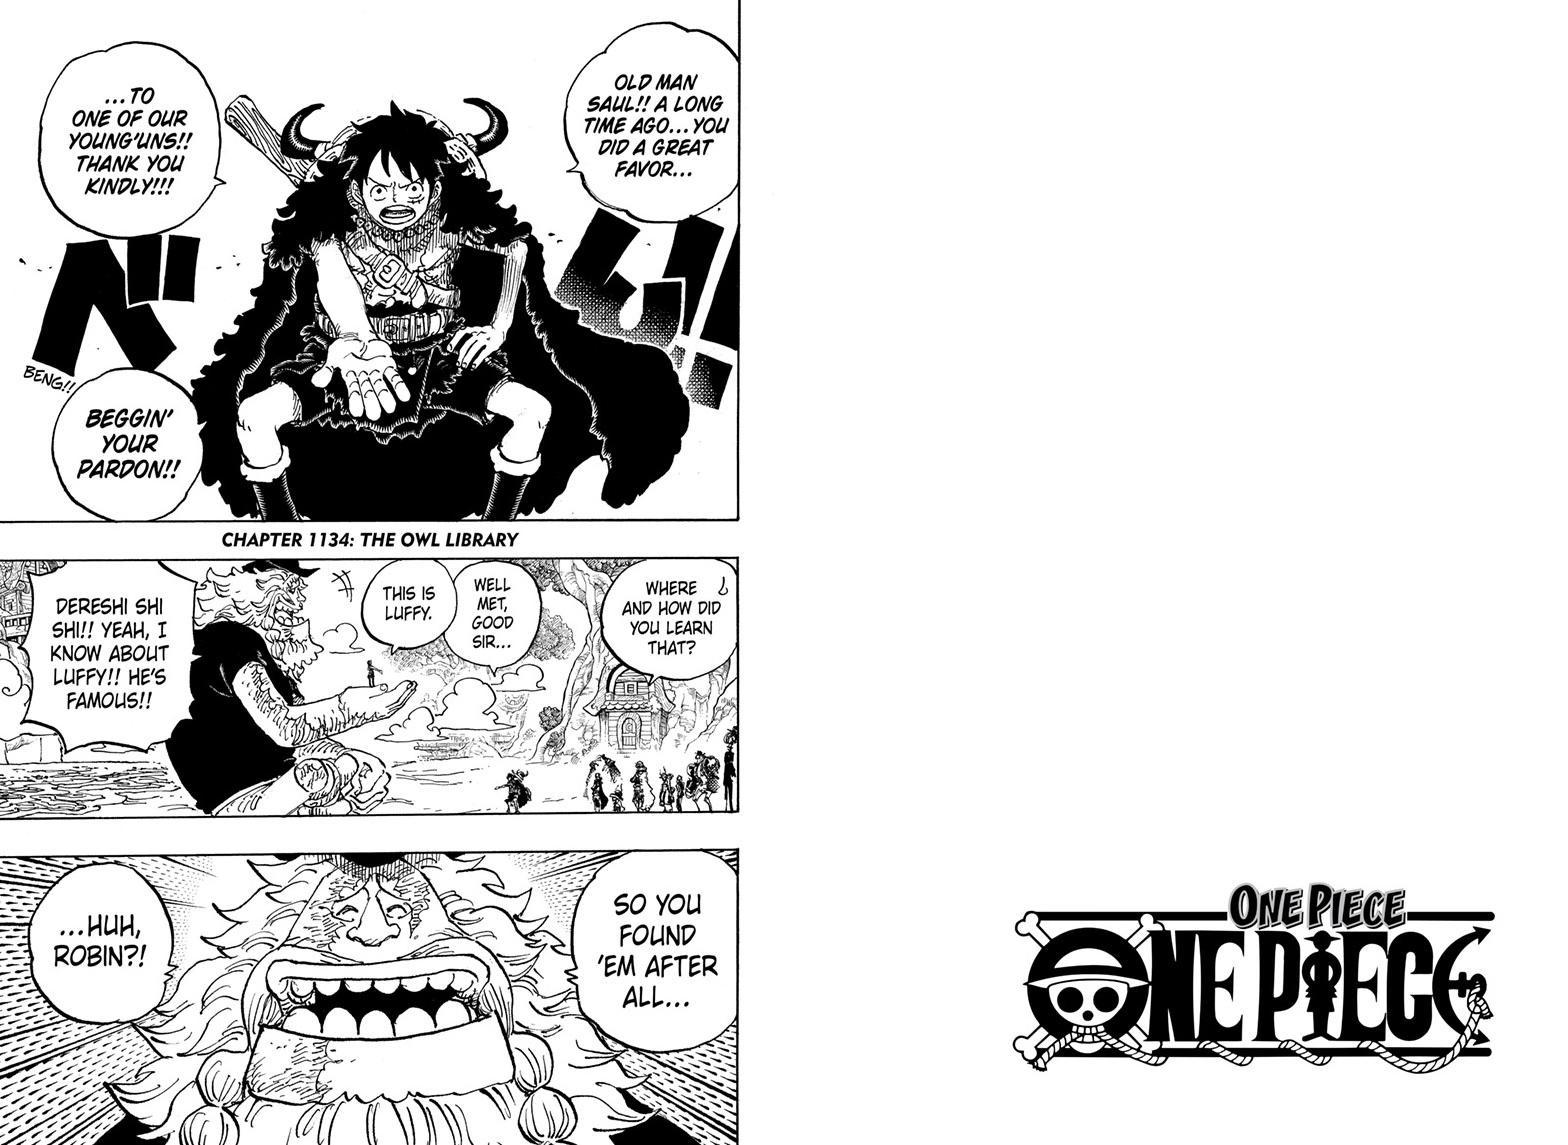 OLD MAN
SAUL!! A LONG
TIME AGO...YOU
DID A GREAT
FAVOR...
...TO
ONE OF OUR
YOUNG'UNS!!
THANK YOU
KINDLY!!!
べ
ん
!!
BENG!!
BEGGIN'
YOUR
PARDON!!
CHAPTER 1134: THE OWL LIBRARY
WHERE
AND HOW DID
YOU LEARN
THAT?
WELL
MET,
GOOD
SIR...
THIS IS
LUFFY.
DERESHI SHI
SHI!! YEAH, I
KNOW ABOUT
LUFFY!! HE'S
FAMOUS!!
SO YOU
FOUND
'EM AFTER
ALL...
...HUH,
ROBIN?!
ONE PIECE
ONE PIECE